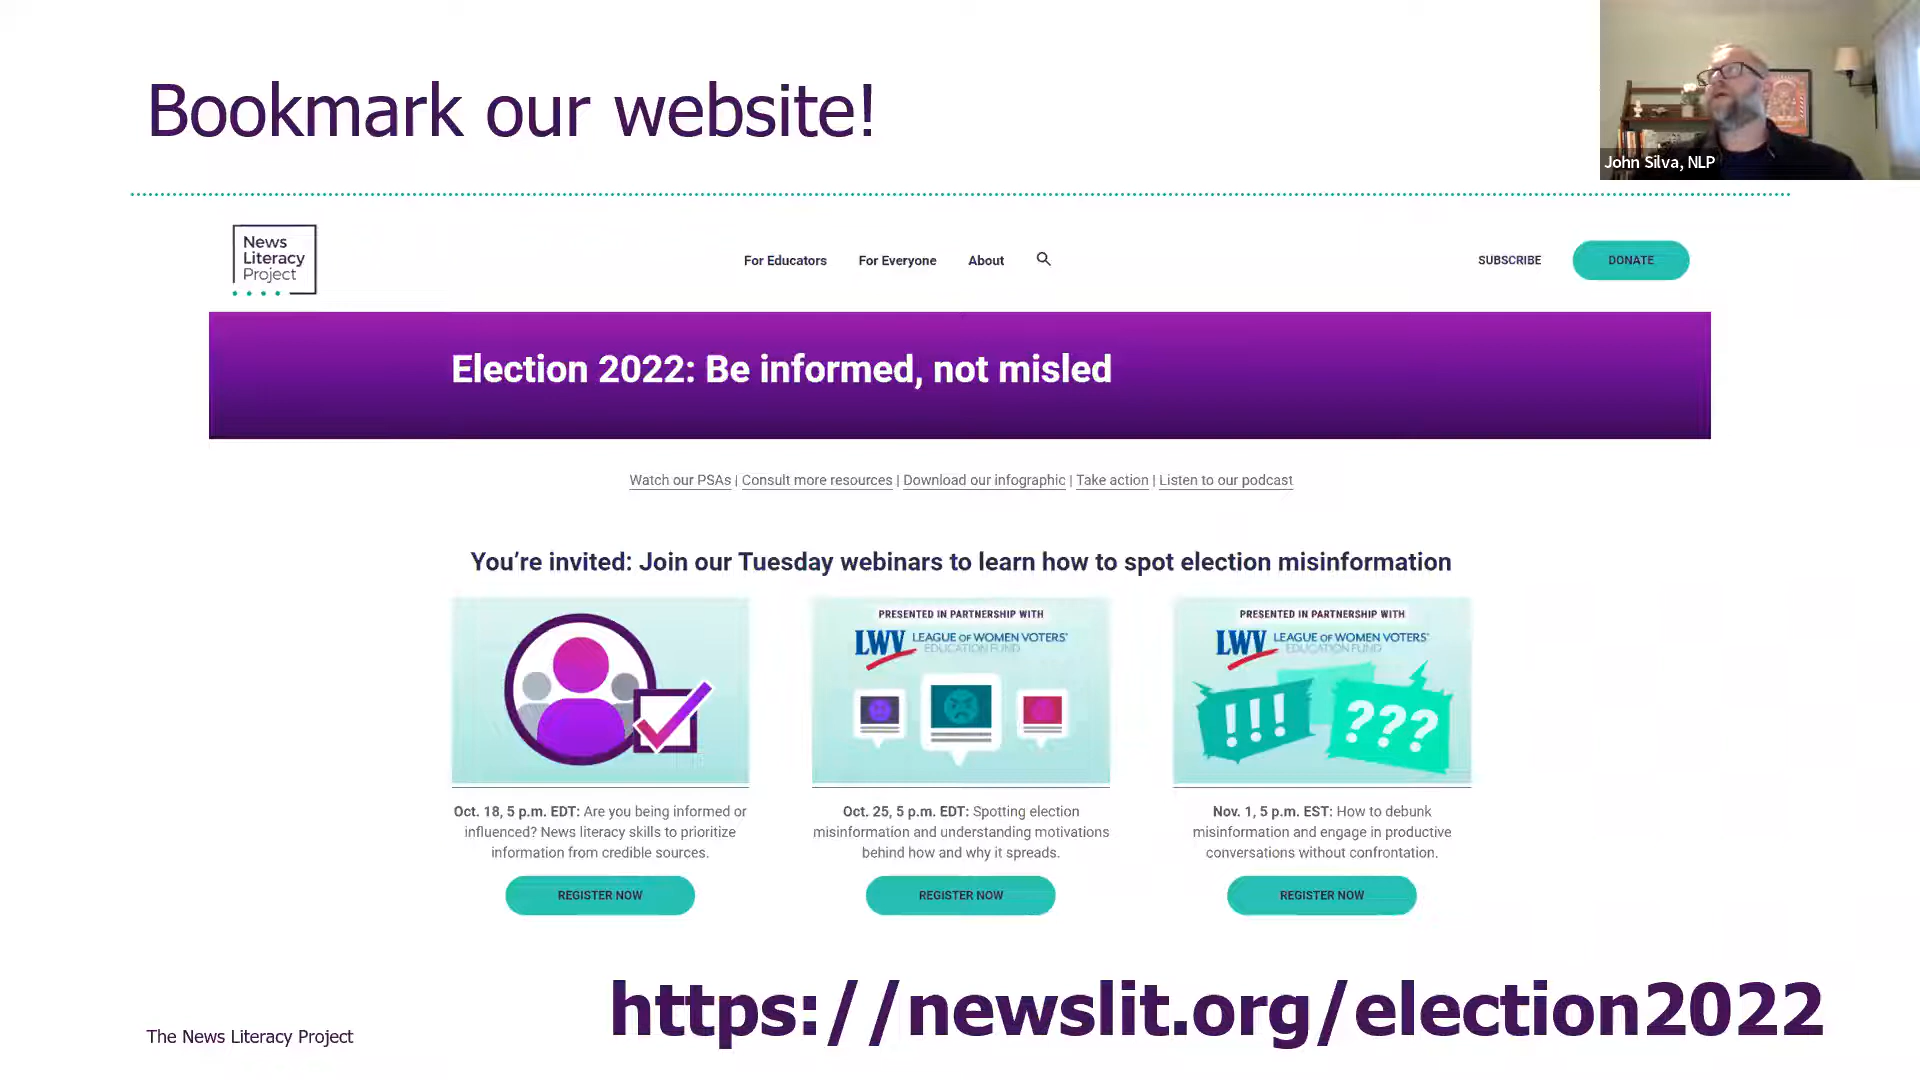 Bookmark our website!
John Silva, NLP
News
Literacy
Project
For Educators
For Everyone
About
SUBSCRIBE
DONATE
Election 2022: Be informed, not misled
Watch our PSAs | Consult more resources | Download our infographic | Take action | Listen to our podcast
You’re invited: Join our Tuesday webinars to learn how to spot election misinformation
PRESENTED IN PARTNERSHIP WITH
LWV LEAGUE OF WOMEN VOTERS®
EDUCATION FUND
PRESENTED IN PARTNERSHIP WITH
LWV LEAGUE OF WOMEN VOTERS®
EDUCATION FUND
!!!
???
Oct. 18, 5 p.m. EDT: Are you being informed or
influenced? News literacy skills to prioritize
information from credible sources.
REGISTER NOW
Oct. 25, 5 p.m. EDT: Spotting election
misinformation and understanding motivations
behind how and why it spreads.
REGISTER NOW
Nov. 1, 5 p.m. EST: How to debunk
misinformation and engage in productive
conversations without confrontation.
REGISTER NOW
The News Literacy Project
https://newslit.org/election2022